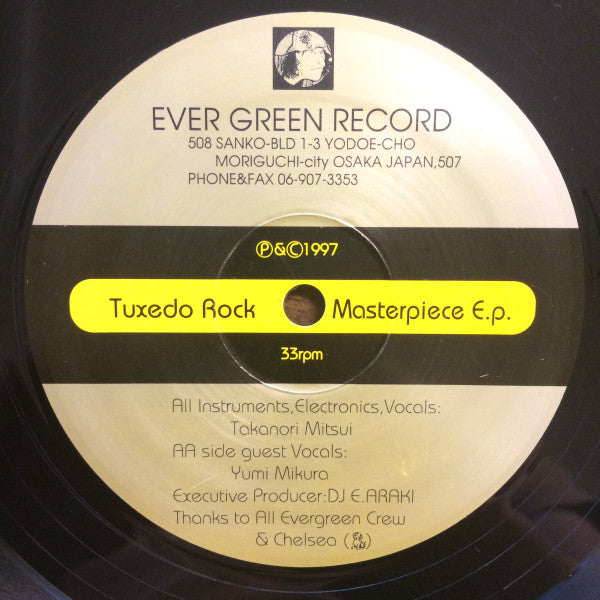 EVER GREEN RECORD
508 SANKO-BLD 1-3 YODOE-CHO
MORIGUCHI-city OSAKA JAPAN,507
PHONE&FAX 06-907-3353
Ⓟ&©1997
Tuxedo Rock Masterpiece E.p.
33rpm
All Instruments,Electronics,Vocals:
Takanori Mitsui
AA side guest Vocals:
Yumi Mikura
Executive Producer:DJ E.ARAKI
Thanks to All Evergreen Crew
& Chelsea ( )